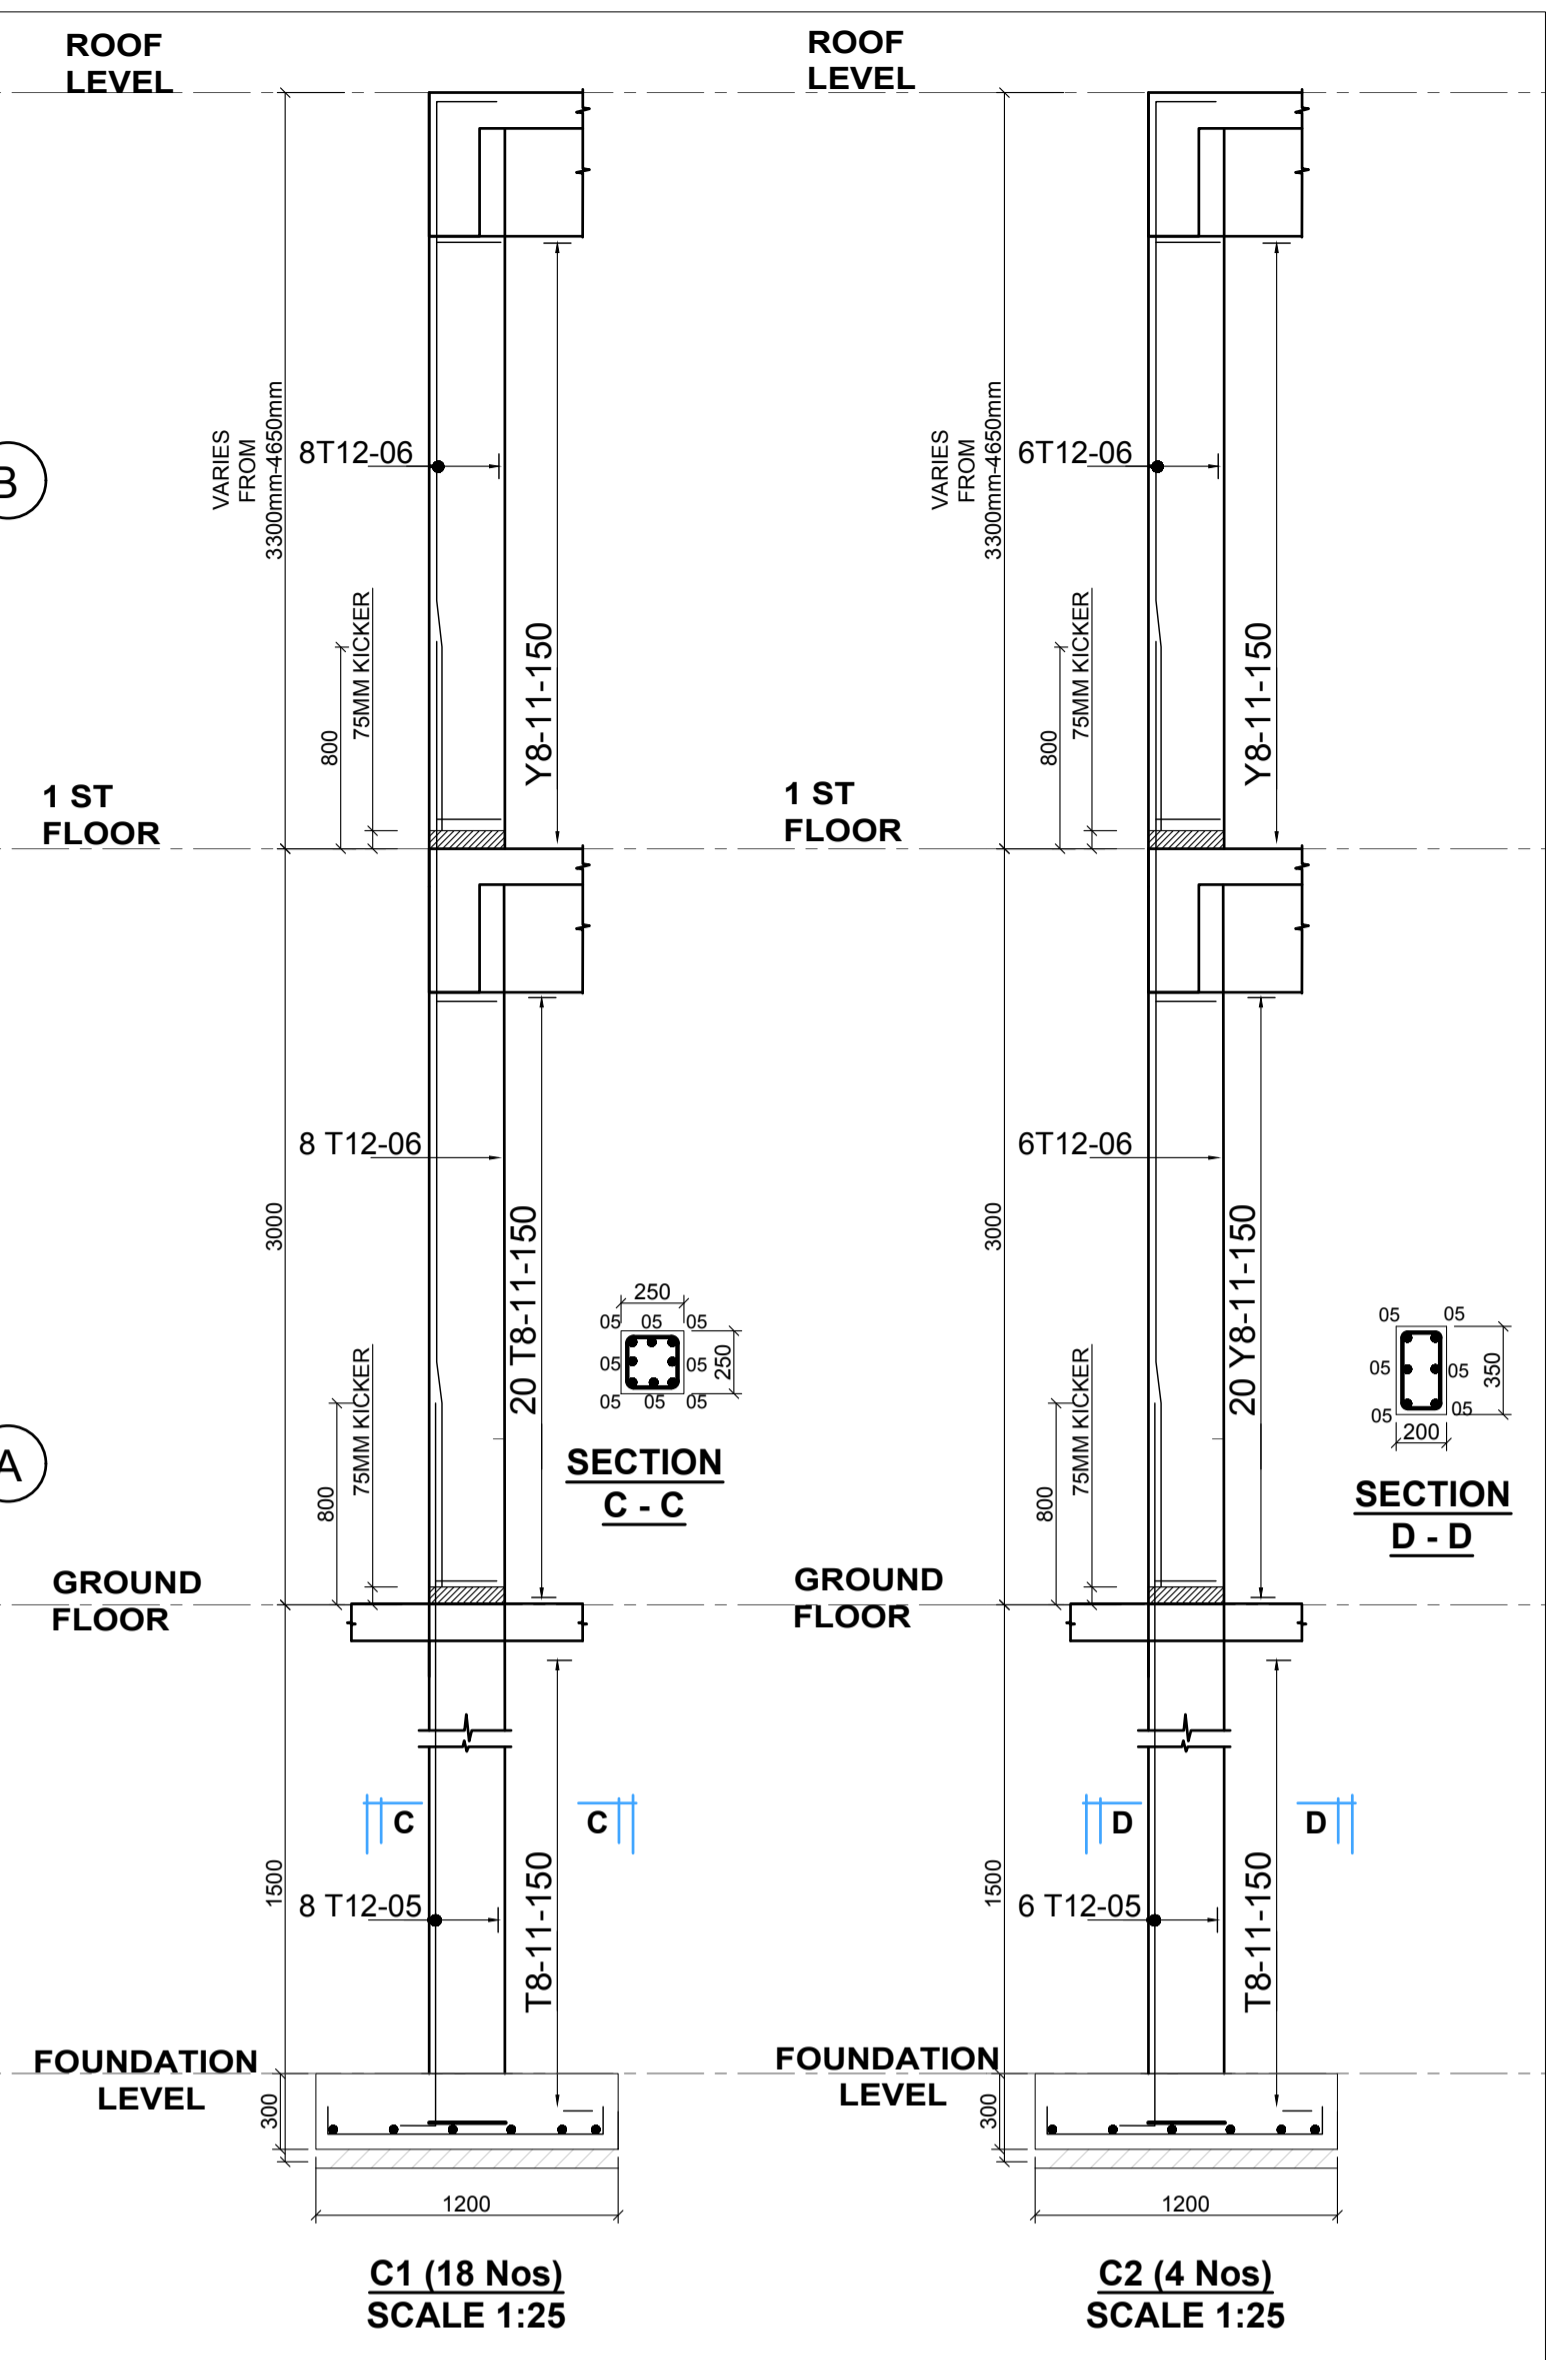 ROOF
LEVEL
ROOF
LEVEL
VARIES
FROM
3300mm-4650mm
8T12-06
VARIES
FROM
3300mm-4650mm
6T12-06
B
75MM KICKER
800
Y8-11-150
75MM KICKER
800
Y8-11-150
1 ST
FLOOR
1 ST
FLOOR
8 T12-06
6T12-06
3000
20 T8-11-150
3000
20 Y8-11-150
250
05 05 05
05 05
250
05 05 05
SECTION
C - C
05 05
05 05
350
05 05
200
SECTION
D - D
75MM KICKER
800
75MM KICKER
800
A
GROUND
FLOOR
GROUND
FLOOR
C C
D D
1500
8 T12-05
T8-11-150
1500
6 T12-05
T8-11-150
FOUNDATION
LEVEL
FOUNDATION
LEVEL
300
300
1200
1200
C1 (18 Nos)
SCALE 1:25
C2 (4 Nos)
SCALE 1:25